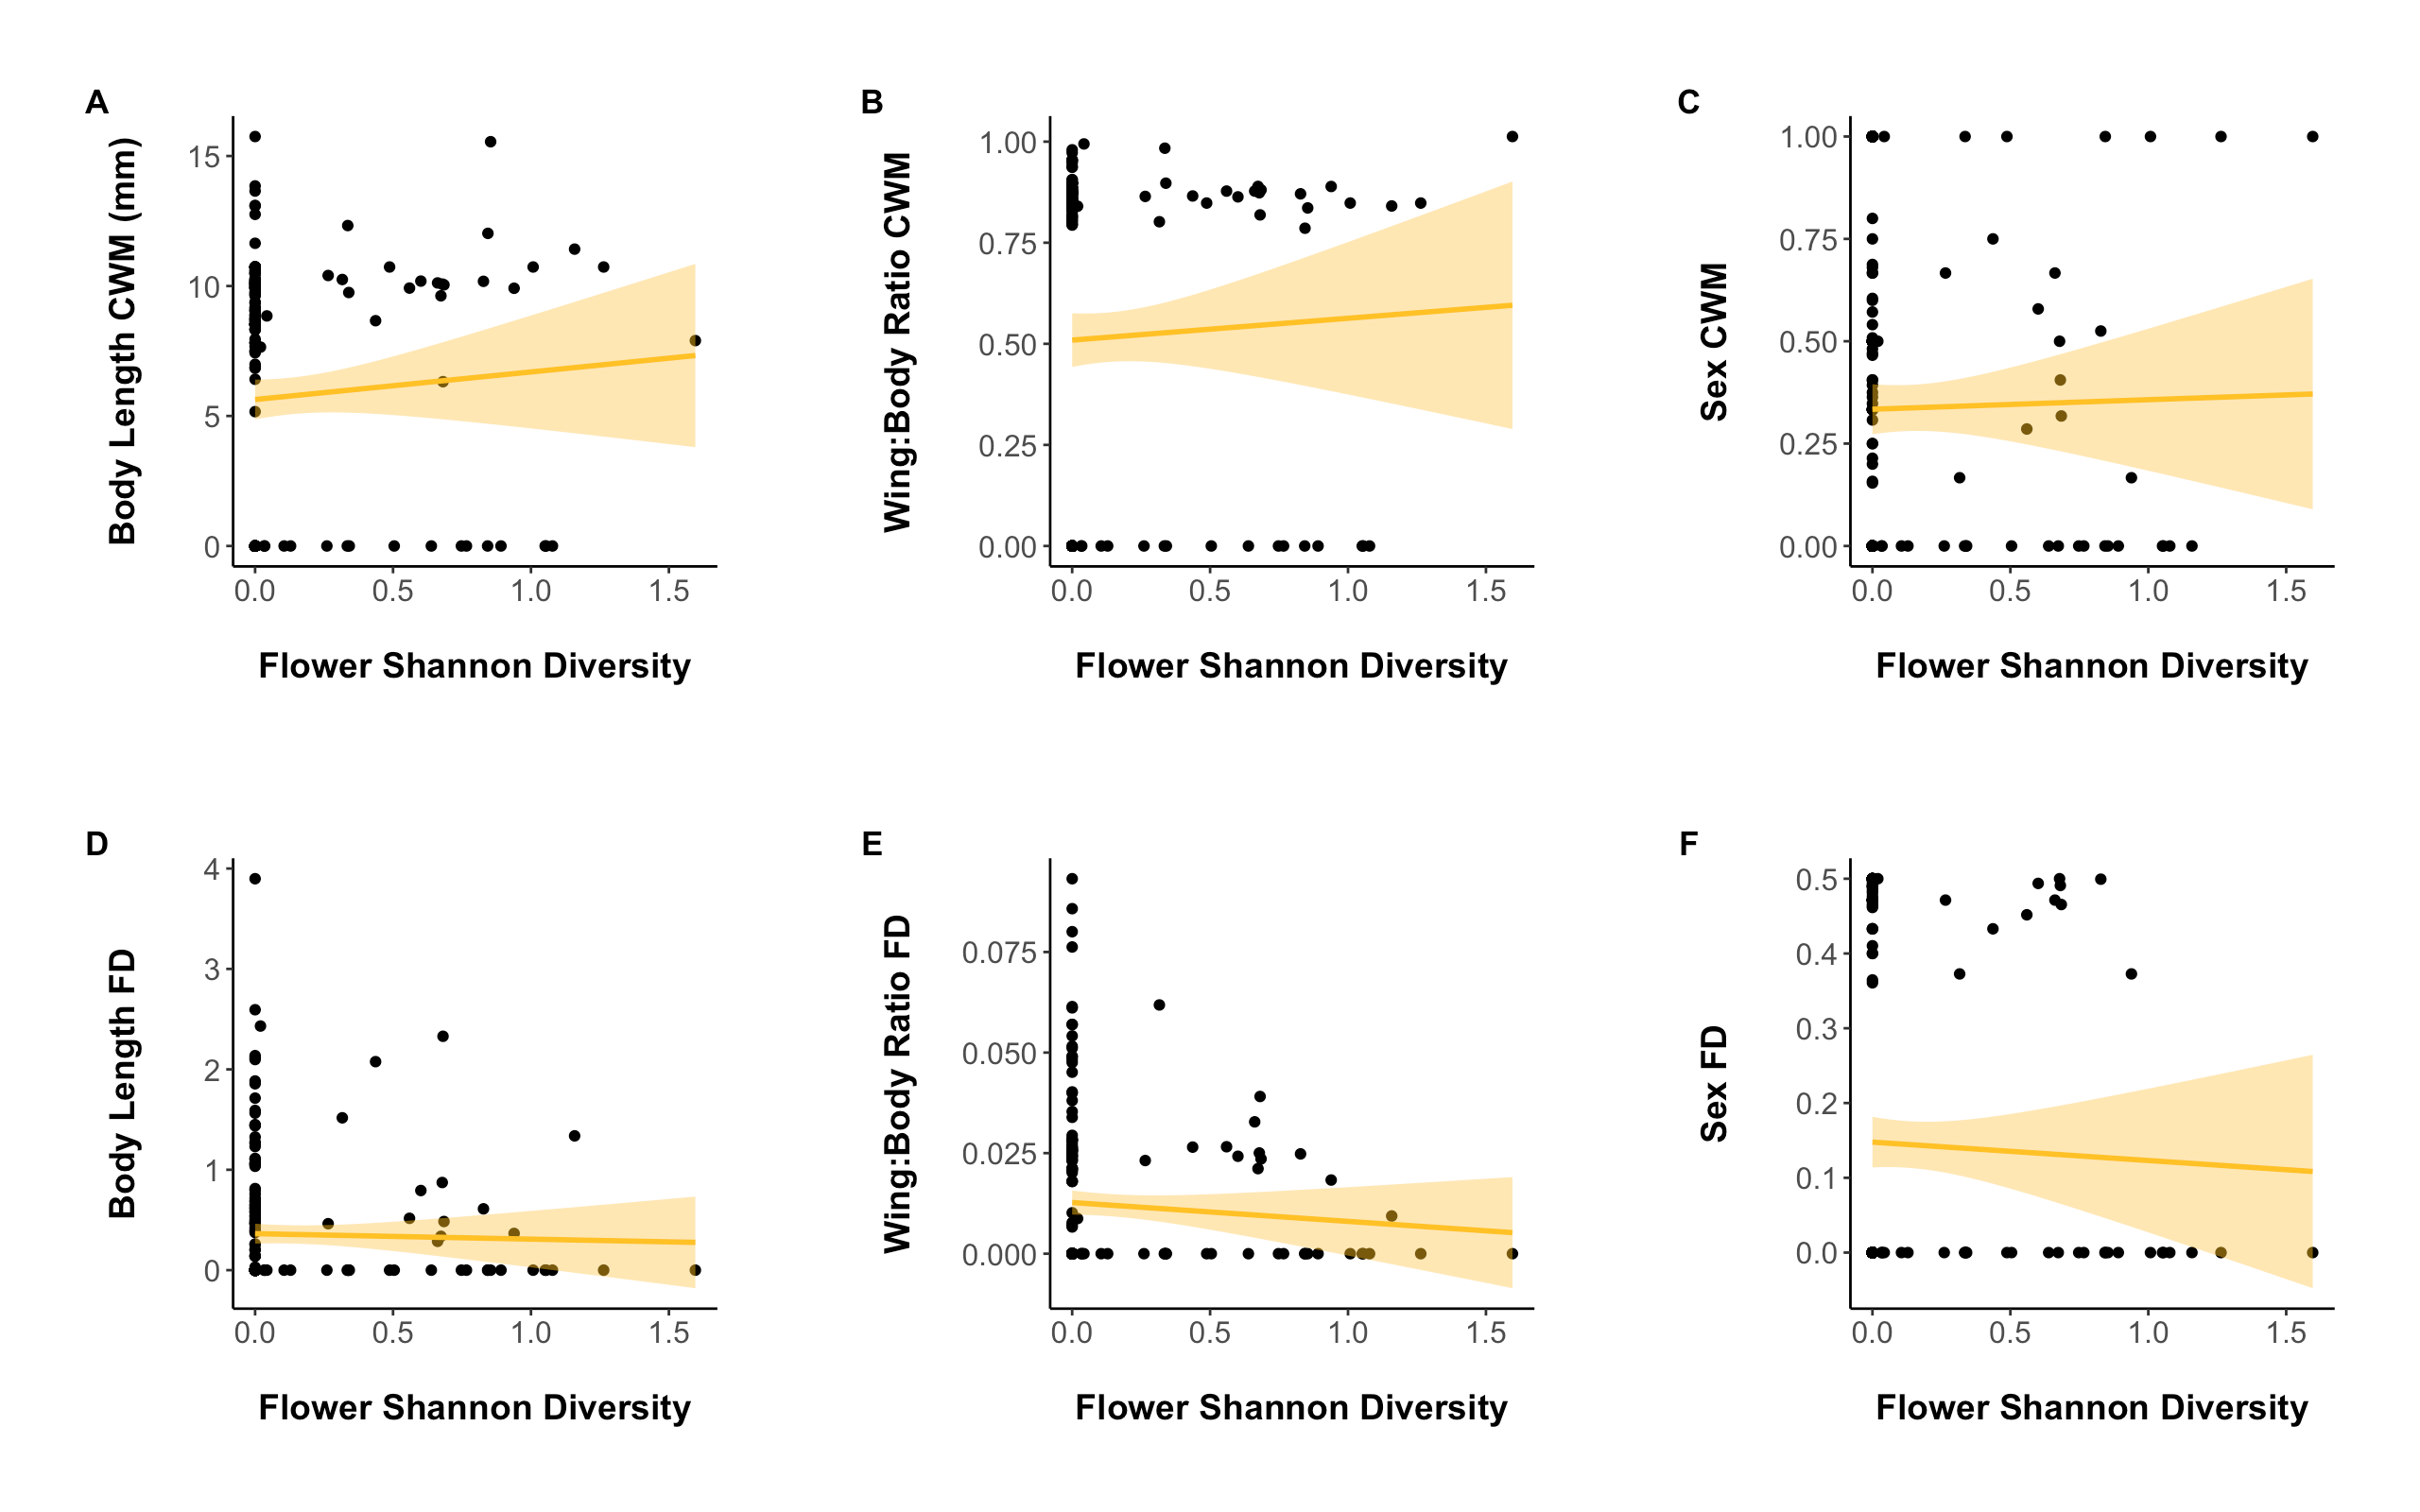 A
Body Length CWM (mm)
15
10
5
0
0.0 0.5 1.0 1.5
Flower Shannon Diversity
B
Wing:Body Ratio CWM
1.00
0.75
0.50
0.25
0.00
0.0 0.5 1.0 1.5
Flower Shannon Diversity
C
Sex CWM
1.00
0.75
0.50
0.25
0.00
0.0 0.5 1.0 1.5
Flower Shannon Diversity
D
Body Length FD
4
3
2
1
0
0.0 0.5 1.0 1.5
Flower Shannon Diversity
E
Wing:Body Ratio FD
0.075
0.050
0.025
0.000
0.0 0.5 1.0 1.5
Flower Shannon Diversity
F
Sex FD
0.5
0.4
0.3
0.2
0.1
0.0
0.0 0.5 1.0 1.5
Flower Shannon Diversity